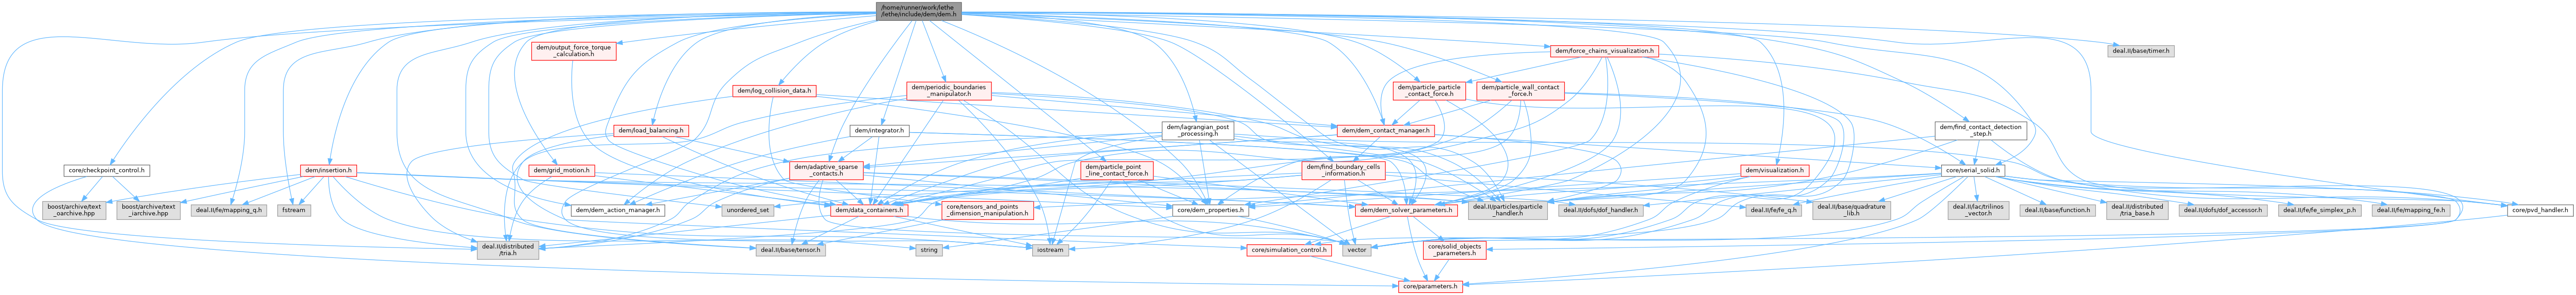 /home/runner/work/lethe
/lethe/include/dem/dem.h
dem/output_force_torque
_calculation.h
dem/force_chains_visualization.h
deal.II/base/timer.h
dem/log_collision_data.h
dem/periodic_boundaries
_manipulator.h
dem/particle_particle
_contact_force.h
dem/particle_wall_contact
_force.h
dem/load_balancing.h
dem/integrator.h
dem/lagrangian_post
_processing.h
dem/dem_contact_manager.h
dem/find_contact_detection
_step.h
core/checkpoint_control.h
dem/insertion.h
dem/grid_motion.h
dem/adaptive_sparse
_contacts.h
dem/particle_point
_line_contact_force.h
dem/find_boundary_cells
_information.h
dem/visualization.h
core/serial_solid.h
boost/archive/text
_oarchive.hpp
boost/archive/text
_iarchive.hpp
deal.II/fe/mapping_q.h
fstream
dem/dem_action_manager.h
unordered_set
dem/data_containers.h
core/tensors_and_points
_dimension_manipulation.h
core/dem_properties.h
dem/dem_solver_parameters.h
deal.II/particles/particle
_handler.h
deal.II/dofs/dof_handler.h
deal.II/fe/fe_q.h
deal.II/base/quadrature
_lib.h
deal.II/lac/trilinos
_vector.h
deal.II/base/function.h
deal.II/distributed
/tria_base.h
deal.II/dofs/dof_accessor.h
deal.II/fe/fe_simplex_p.h
deal.II/fe/mapping_fe.h
core/pvd_handler.h
deal.II/distributed
/tria.h
deal.II/base/tensor.h
string
iostream
core/simulation_control.h
vector
core/solid_objects
_parameters.h
core/parameters.h